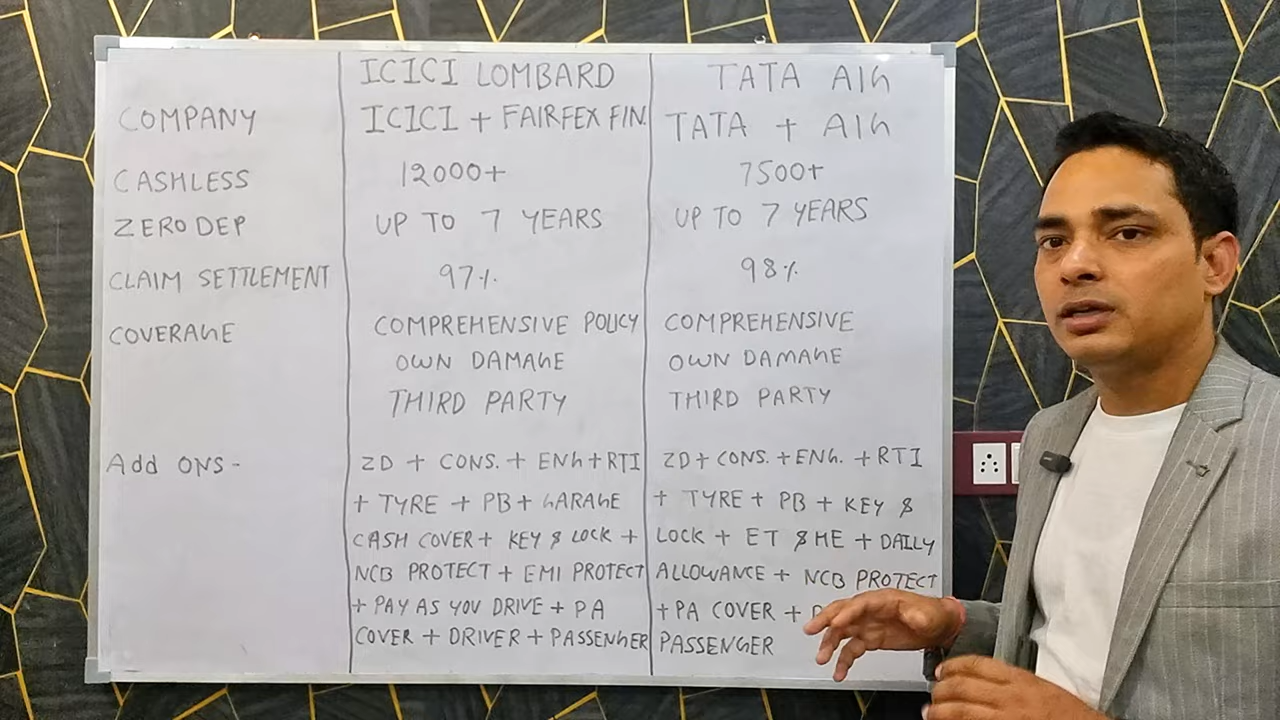 ICICI LOMBARD TATA AIG
COMPANY ICICI + FAIRFEX FIN. TATA + AIG
CASHLESS 12000+ 7500+
ZERO DEP UP TO 7 YEARS UP TO 7 YEARS
CLAIM SETTLEMENT 97% 98%
COVERAGE COMPREHENSIVE POLICY COMPREHENSIVE
OWN DAMAGE OWN DAMAGE
THIRD PARTY THIRD PARTY
Add ONS - ZD + CONS. + ENG + RTI ZD + CONS. + ENG. + RTI
+ TYRE + PB + GARAGE + TYRE + PB + KEY &
CASH COVER + KEY & LOCK + LOCK + ET & ME + DAILY
NCB PROTECT + EMI PROTECT ALLOWANCE + NCB PROTECT
+ PAY AS YOU DRIVE + PA + PA COVER +
COVER + DRIVER + PASSENGER PASSENGER